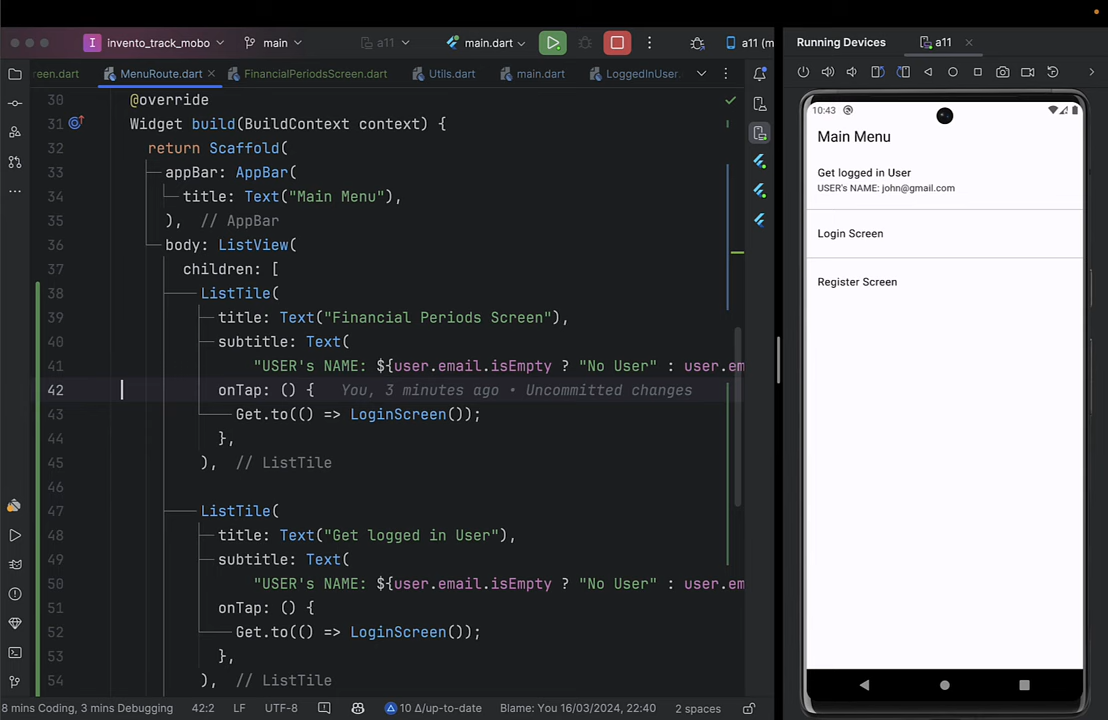 invento_track_mobo
main
a11
main.dart
a11 (m
Running Devices
a11
reen.dart
MenuRoute.dart
FinancialPeriodsScreen.dart
Utils.dart
main.dart
LoggedInUser.
30 @override
31 Widget build(BuildContext context) {
32 return Scaffold(
33 appBar: AppBar(
34 title: Text("Main Menu"),
35 ), // AppBar
36 body: ListView(
37 children: [
38 ListTile(
39 title: Text("Financial Periods Screen"),
40 subtitle: Text(
41 "USER's NAME: ${user.email.isEmpty ? "No User" : user.em
42 onTap: () { You, 3 minutes ago • Uncommitted changes
43 Get.to(() => LoginScreen());
44 },
45 ), // ListTile
46
47 ListTile(
48 title: Text("Get logged in User"),
49 subtitle: Text(
50 "USER's NAME: ${user.email.isEmpty ? "No User" : user.em
51 onTap: () {
52 Get.to(() => LoginScreen());
53 },
54 ), // ListTile
10:43
Main Menu
Get logged in User
USER's NAME: john@gmail.com
Login Screen
Register Screen
8 mins Coding, 3 mins Debugging
42:2
LF
UTF-8
10 Δ/up-to-date
Blame: You 16/03/2024, 22:40
2 spaces